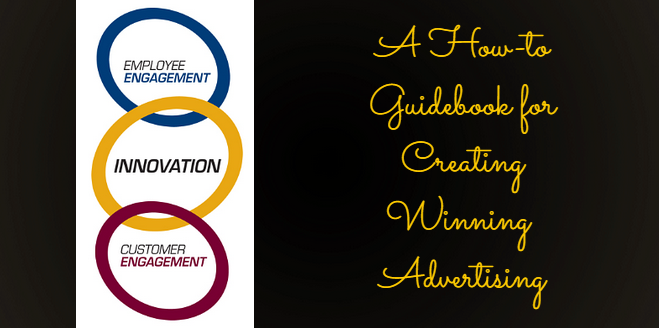 EMPLOYEE
ENGAGEMENT
INNOVATION
CUSTOMER
ENGAGEMENT
A How-to
Guidebook for
Creating
Winning
Advertising